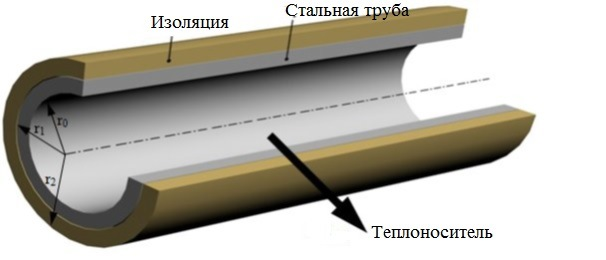 Стальная труба
Изоляция
r₀
r₁
r₂
Теплоноситель